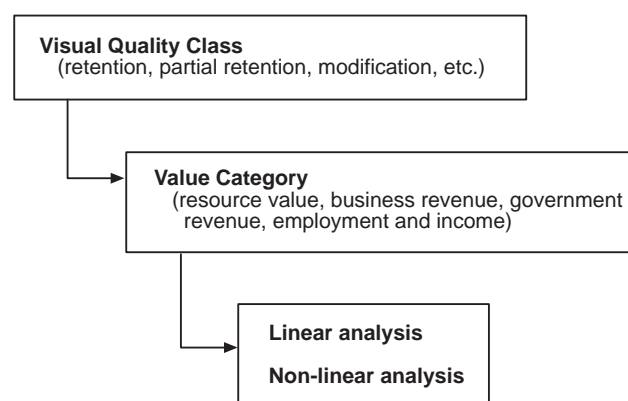 Visual Quality Class
(retention, partial retention, modification, etc.)
Value Category
(resource value, business revenue, government
revenue, employment and income)
Linear analysis
Non-linear analysis